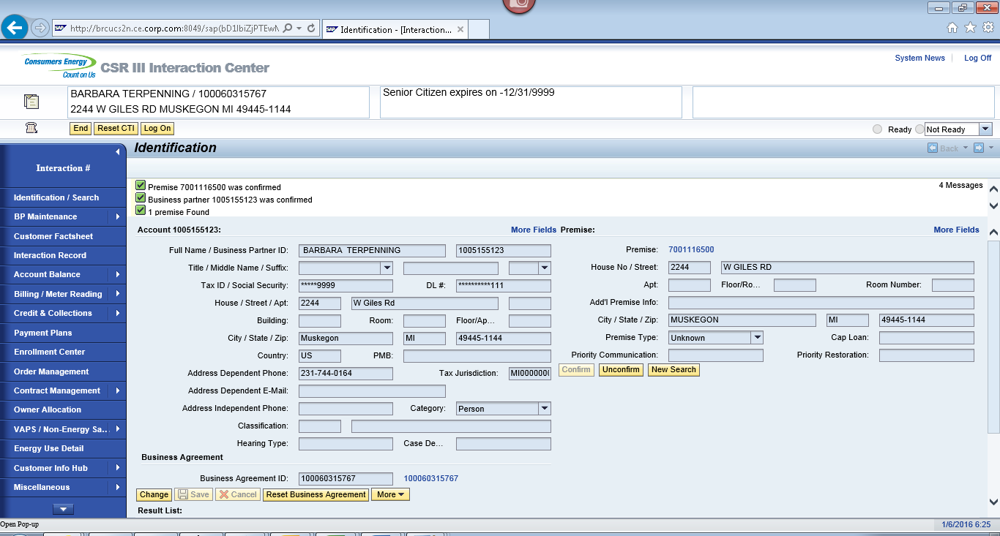 http://brcucs2n.ce.corp.com:8049/sap(bD1lbiZjPTEwN
SAP Identification - [Interaction...
Consumers Energy
Count on Us
CSR III Interaction Center
System News
Log Off
BARBARA TERPENNING / 100060315767
2244 W GILES RD MUSKEGON MI 49445-1144
Senior Citizen expires on -12/31/9999
End Reset CTI Log On
Ready Not Ready
Interaction #
Identification / Search
BP Maintenance
Customer Factsheet
Interaction Record
Account Balance
Billing / Meter Reading
Credit & Collections
Payment Plans
Enrollment Center
Order Management
Contract Management
Owner Allocation
VAPS / Non-Energy Sa...
Energy Use Detail
Customer Info Hub
Miscellaneous
Identification
Back
Premise 7001116500 was confirmed
Business partner 1005155123 was confirmed
1 premise Found
4 Messages
Account 1005155123: More Fields
Full Name / Business Partner ID: BARBARA TERPENNING 1005155123
Title / Middle Name / Suffix:
Tax ID / Social Security: *****9999 DL #: **********111
House / Street / Apt: 2244 W Giles Rd
Building: Room: Floor/Ap...
City / State / Zip: Muskegon MI 49445-1144
Country: US PMB:
Address Dependent Phone: 231-744-0164 Tax Jurisdiction: MI000000
Address Dependent E-Mail:
Address Independent Phone: Category: Person
Classification:
Hearing Type: Case De...
Business Agreement
Business Agreement ID: 100060315767 100060315767
Change Save Cancel Reset Business Agreement More
Result List:
Premise: More Fields
Premise: 7001116500
House No / Street: 2244 W GILES RD
Apt: Floor/Ro... Room Number:
Add'l Premise Info:
City / State / Zip: MUSKEGON MI 49445-1144
Premise Type: Unknown Cap Loan:
Priority Communication: Priority Restoration:
Confirm Unconfirm New Search
Open Pop-up
1/6/2016 6:25